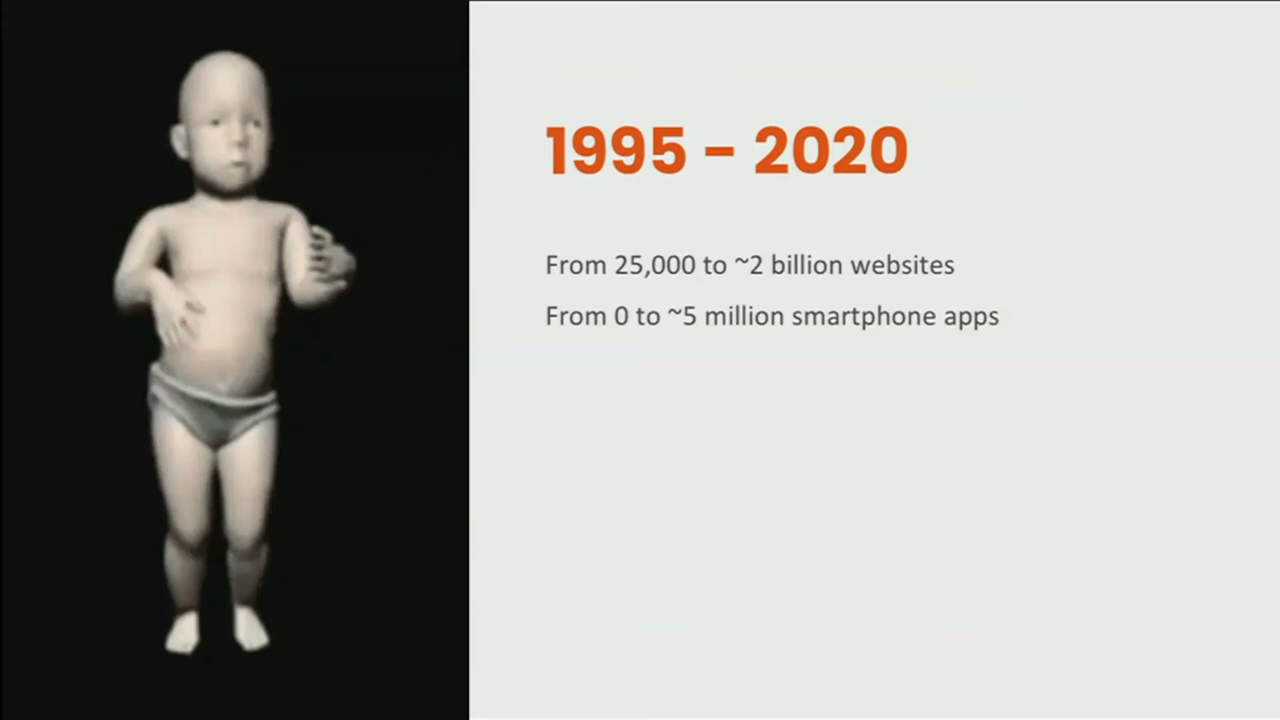 1995 – 2020
From 25,000 to ~2 billion websites
From 0 to ~5 million smartphone apps